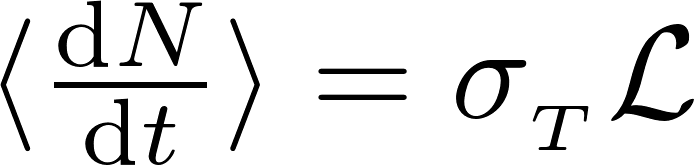 ⟨dN/dt⟩ = σ_T ℒ